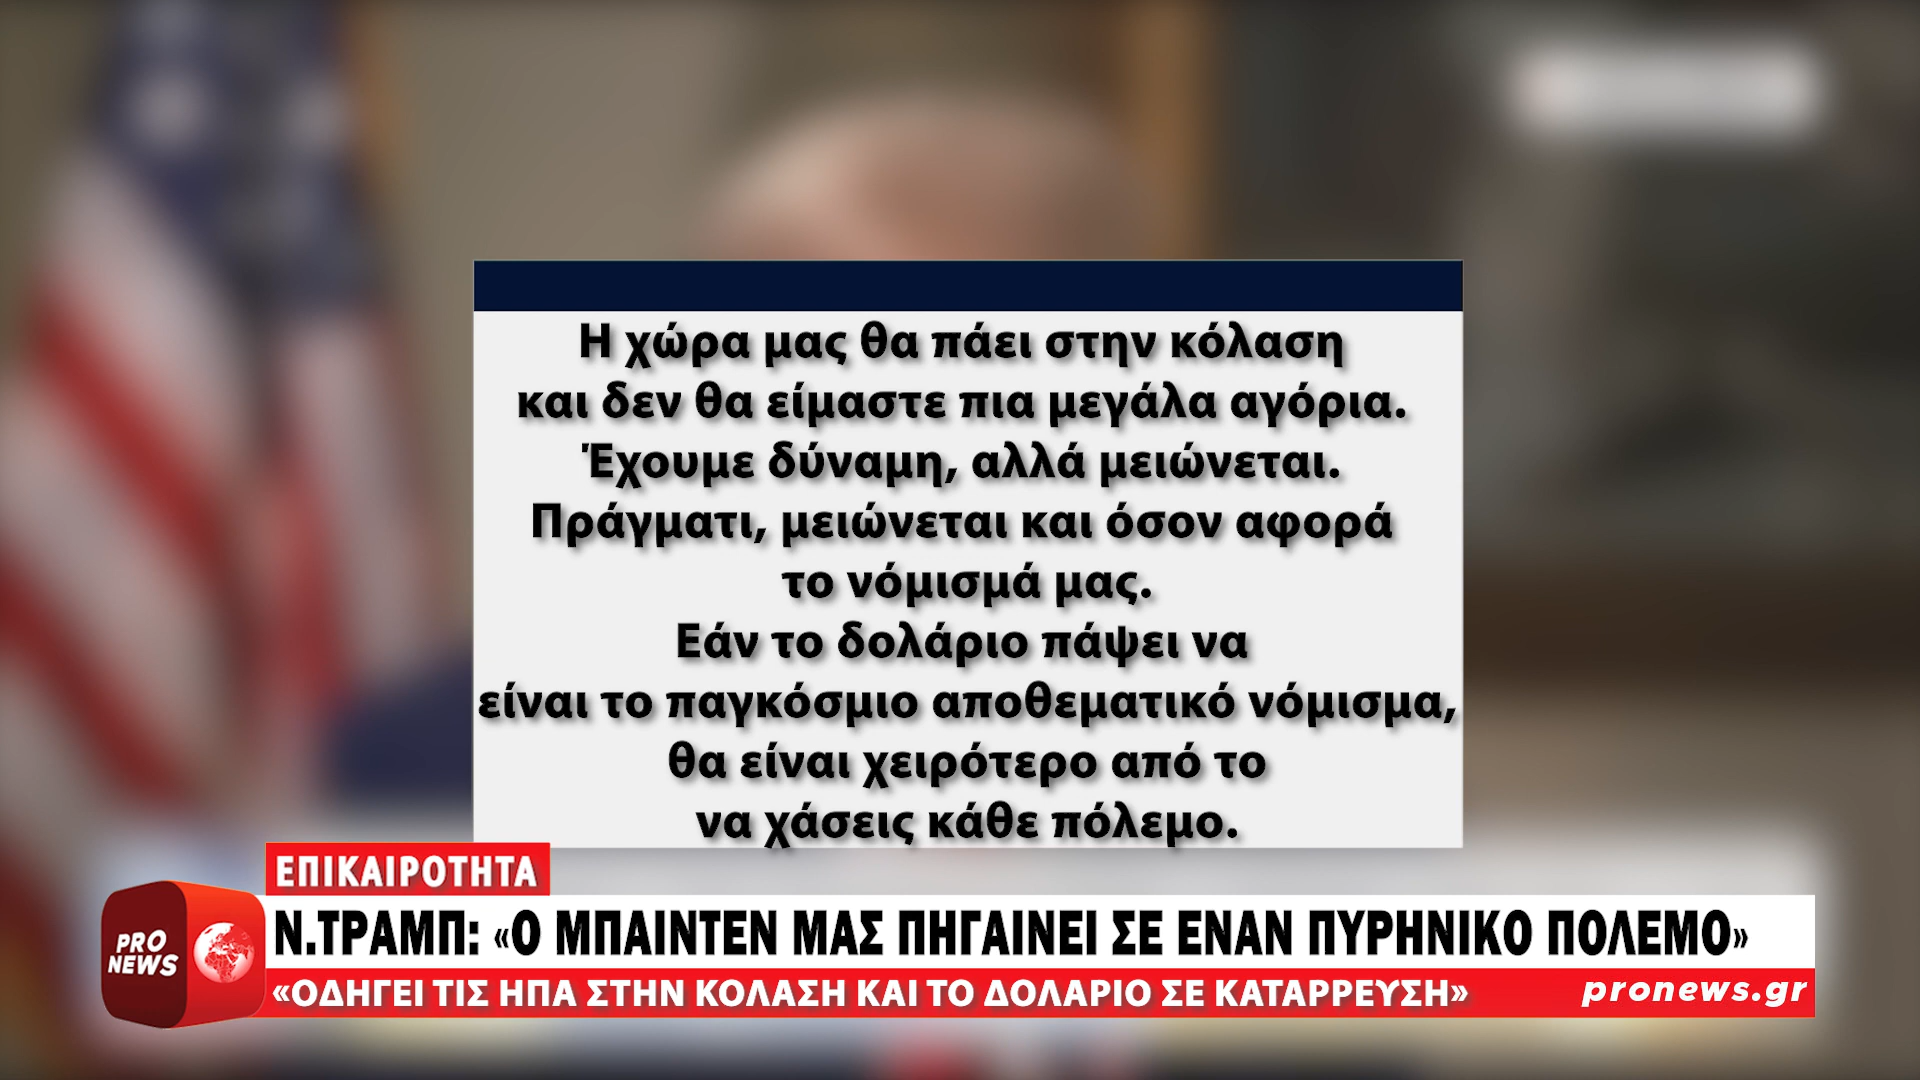 Η χώρα μας θα πάει στην κόλαση
και δεν θα είμαστε πια μεγάλα αγόρια.
Έχουμε δύναμη, αλλά μειώνεται.
Πράγματι, μειώνεται και όσον αφορά
το νόμισμά μας.
Εάν το δολάριο πάψει να
είναι το παγκόσμιο αποθεματικό νόμισμα,
θα είναι χειρότερο από το
να χάσεις κάθε πόλεμο.
ΕΠΙΚΑΙΡΟΤΗΤΑ
PRO
NEWS
Ν.ΤΡΑΜΠ: «Ο ΜΠΑΙΝΤΕΝ ΜΑΣ ΠΗΓΑΙΝΕΙ ΣΕ ΕΝΑΝ ΠΥΡΗΝΙΚΟ ΠΟΛΕΜΟ»
«ΟΔΗΓΕΙ ΤΙΣ ΗΠΑ ΣΤΗΝ ΚΟΛΑΣΗ ΚΑΙ ΤΟ ΔΟΛΑΡΙΟ ΣΕ ΚΑΤΑΡΡΕΥΣΗ»
pronews.gr